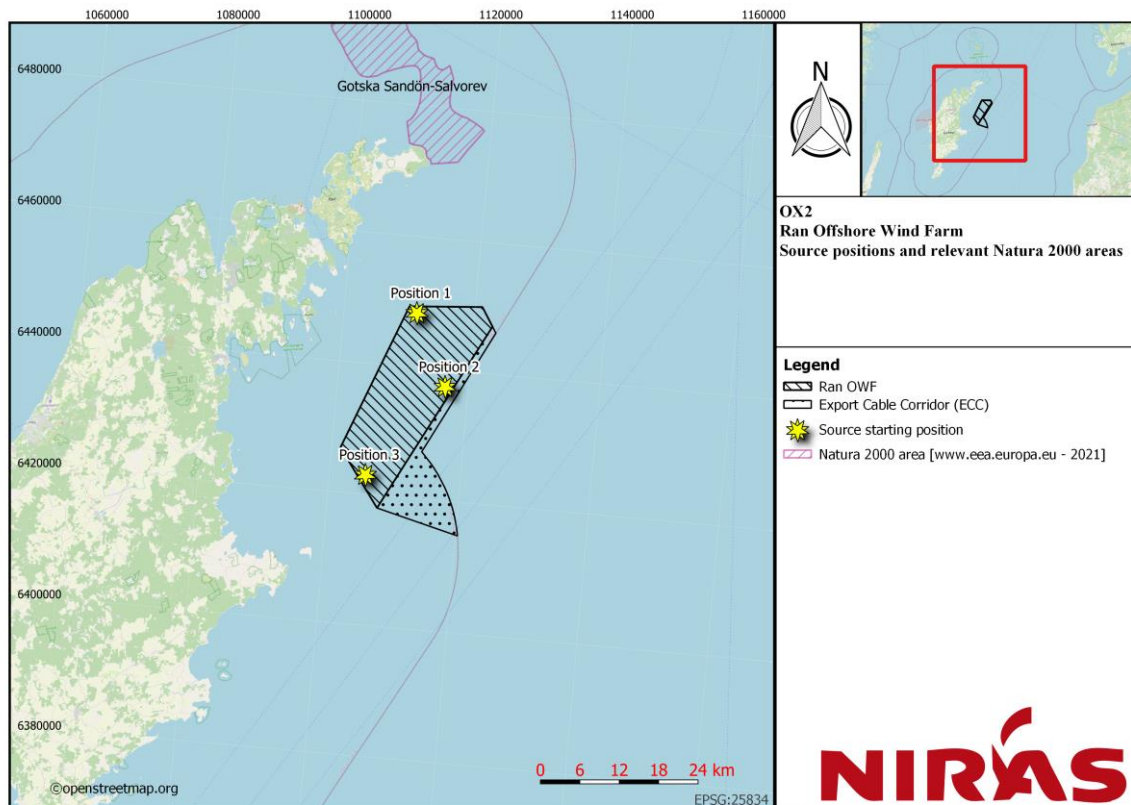 1060000 1080000 1100000 1120000 1140000 1160000
6480000
6460000
6440000
6420000
6400000
6380000
Gotska Sandön-Salvorev
Position 1
Position 2
Position 3
0 6 12 18 24 km
©openstreetmap.org
EPSG:25834
N
OX2
Ran Offshore Wind Farm
Source positions and relevant Natura 2000 areas
Legend
Ran OWF
Export Cable Corridor (ECC)
Source starting position
Natura 2000 area [www.eea.europa.eu - 2021]
NIRAS